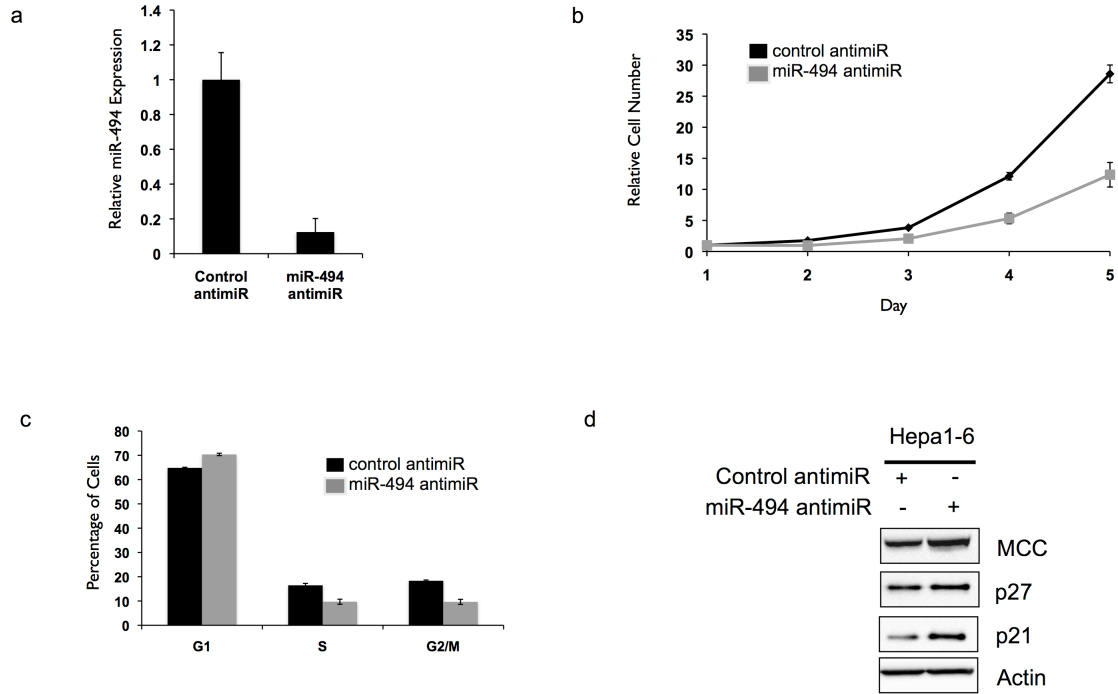 a
Relative miR-494 Expression
1.4
1.2
1
0.8
0.6
0.4
0.2
0
Control
antimiR
miR-494
antimiR
b
Relative Cell Number
35
30
25
20
15
10
5
0
control antimiR
miR-494 antimiR
1 2 3 4 5
Day
c
Percentage of Cells
80
70
60
50
40
30
20
10
0
control antimiR
miR-494 antimiR
G1 S G2/M
d
Hepa1-6
Control antimiR + -
miR-494 antimiR - +
MCC
p27
p21
Actin